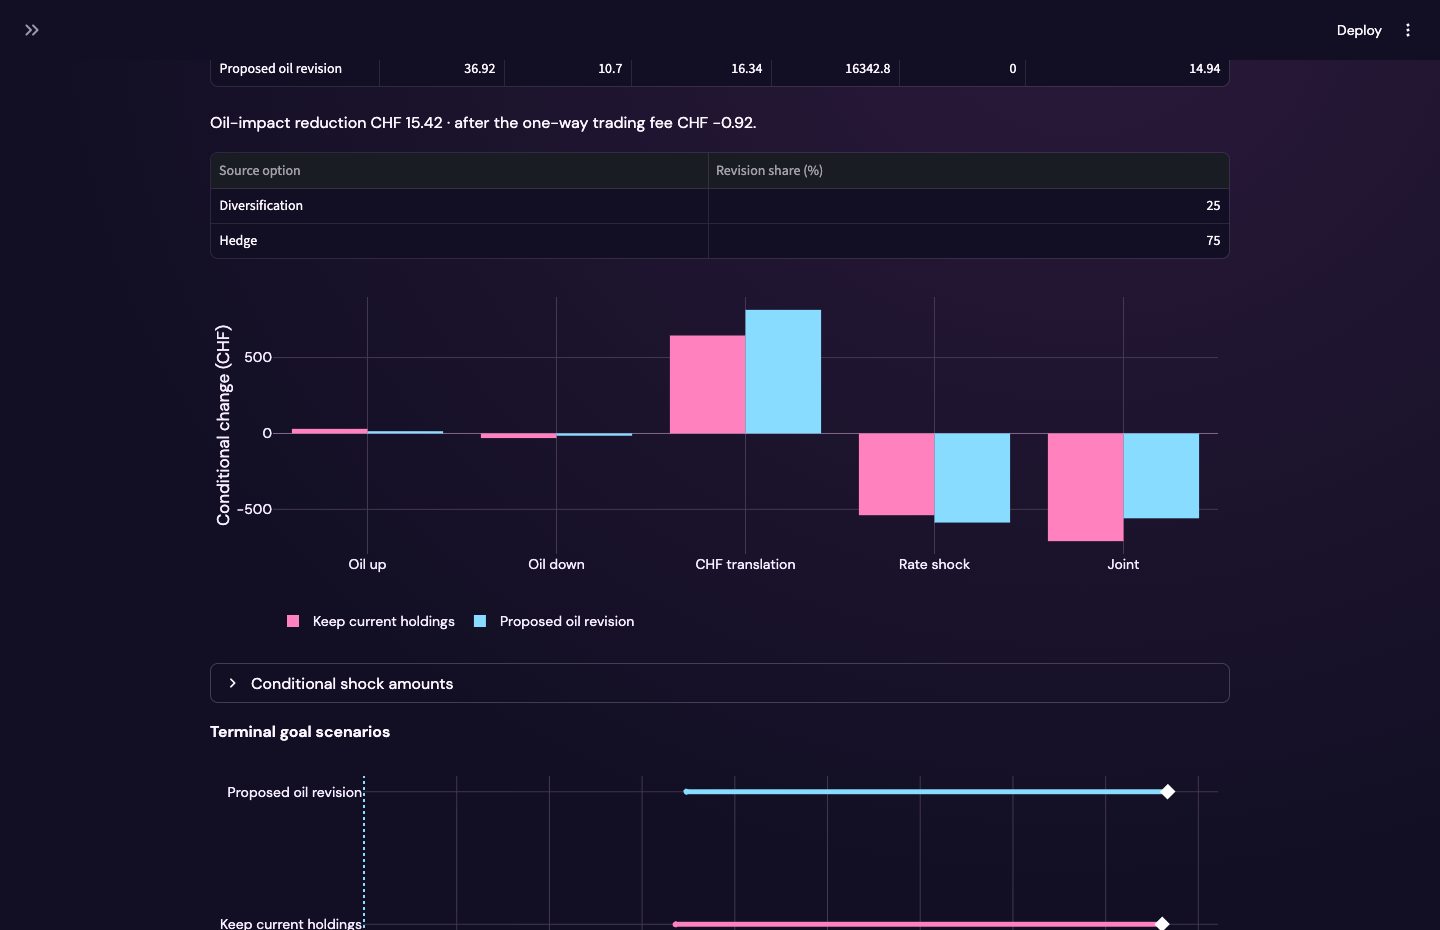 Deploy
Proposed oil revision 36.92 10.7 16.34 16342.8 0 14.94
Oil-impact reduction CHF 15.42 · after the one-way trading fee CHF -0.92.
Source option Revision share (%)
Diversification 25
Hedge 75
Conditional change (CHF)
500
0
-500
Oil up Oil down CHF translation Rate shock Joint
Keep current holdings Proposed oil revision
Conditional shock amounts
Terminal goal scenarios
Proposed oil revision
Keep current holdings